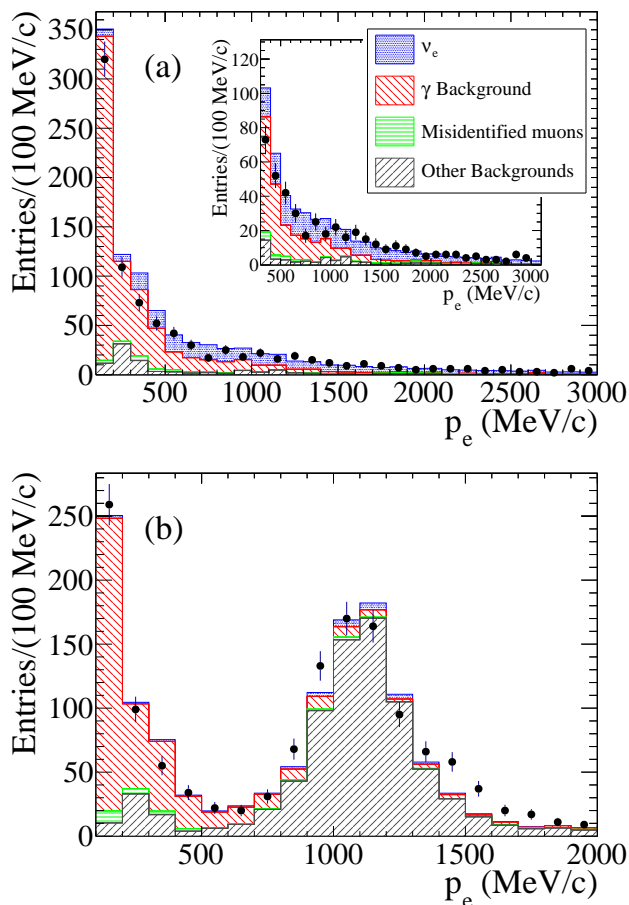 (a)
Entries/(100 MeV/c)
350
300
250
200
150
100
50
0
500 1000 1500 2000 2500 3000
p_e (MeV/c)
Entries/(100 MeV/c)
120
100
80
60
40
20
0
500 1000 1500 2000 2500 3000
p_e (MeV/c)
ν_e
γ Background
Misidentified muons
Other Backgrounds
(b)
Entries/(100 MeV/c)
250
200
150
100
50
0
500 1000 1500 2000
p_e (MeV/c)